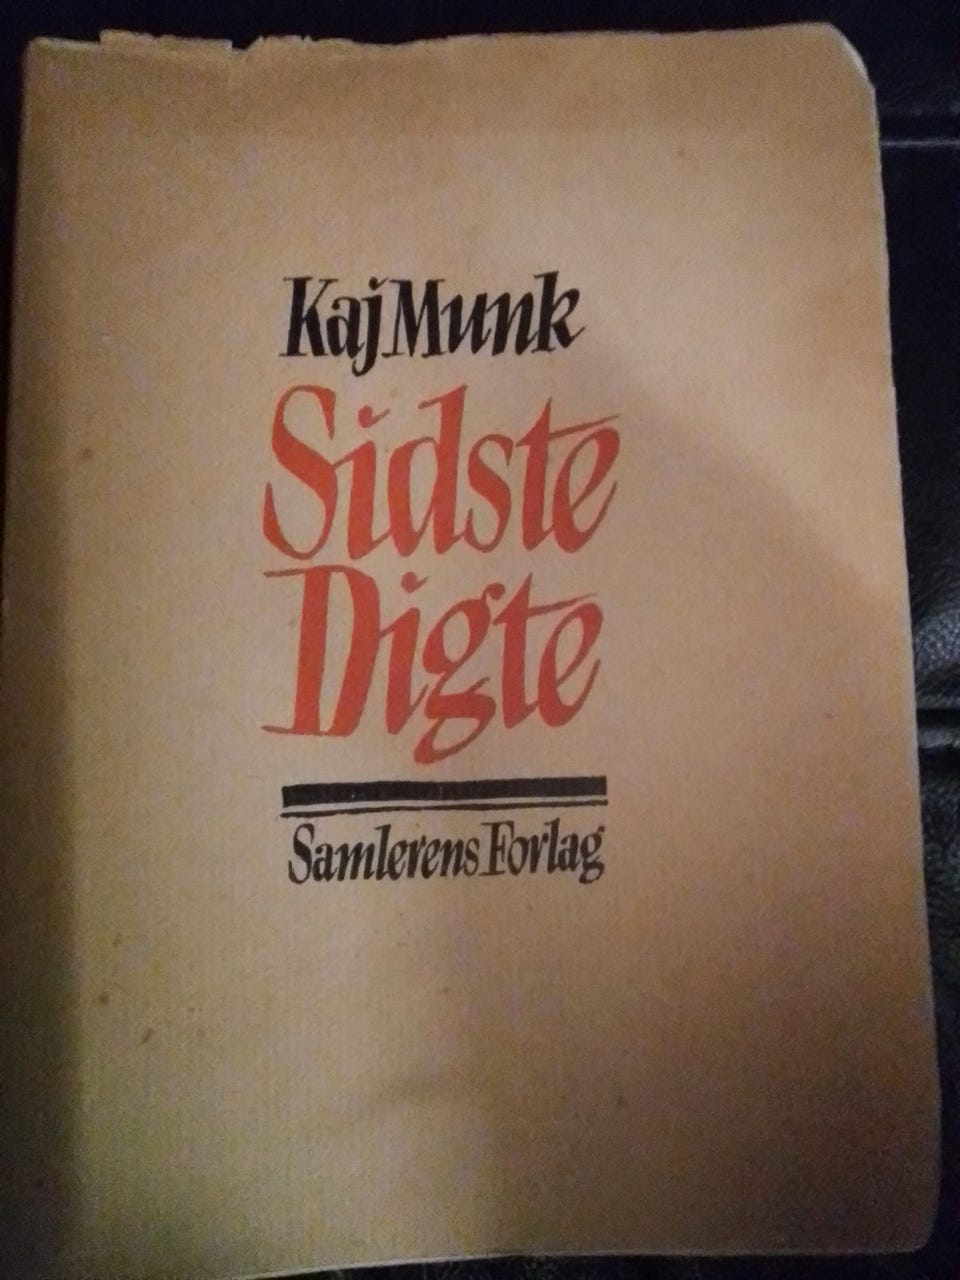 Kaj Munk
Sidste
Digte
Samlerens Forlag